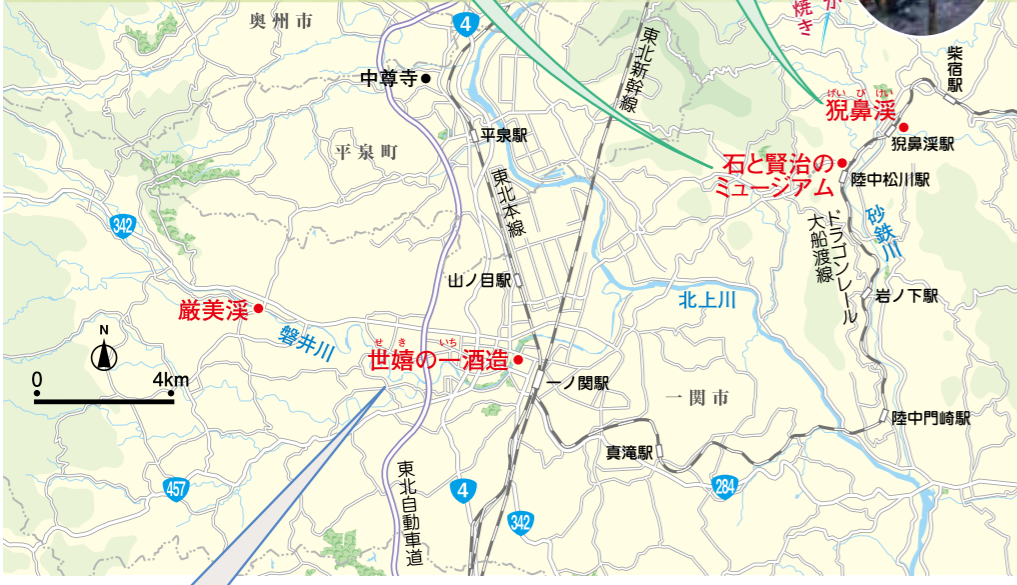 奥州市
4
東北新幹線
が
焼き
柴宿駅
中尊寺
げいびけい
猊鼻渓
猊鼻渓駅
平泉駅
平泉町
石と賢治の
ミュージアム
陸中松川駅
東北本線
342
砂鉄川
ドラゴンレール
大船渡線
山ノ目駅
北上川
岩ノ下駅
厳美渓
磐井川
N
0 4km
せきいち
世嬉の一酒造
一ノ関駅
一関市
陸中門崎駅
真滝駅
東北自動車道
457
4
342
284